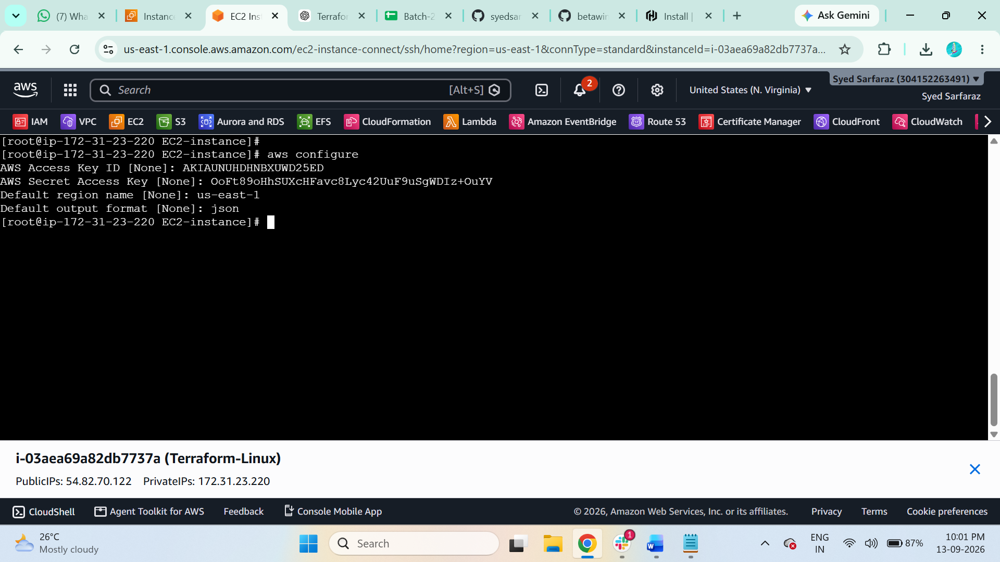 (7) Wha
Instanc
EC2 Ins
Terrafor
Batch-2
syedsar
betawir
Install |
Ask Gemini
us-east-1.console.aws.amazon.com/ec2-instance-connect/ssh/home?region=us-east-1&connType=standard&instanceId=i-03aea69a82db7737a...
aws
Search
[Alt+S]
2
United States (N. Virginia)
Syed Sarfaraz (304152263491)
Syed Sarfaraz
IAM
VPC
EC2
S3
Aurora and RDS
EFS
CloudFormation
Lambda
Amazon EventBridge
Route 53
Certificate Manager
CloudFront
CloudWatch
[root@ip-172-31-23-220 EC2-instance]#
[root@ip-172-31-23-220 EC2-instance]# aws configure
AWS Access Key ID [None]: AKIAUNUHDHNBXUWD25ED
AWS Secret Access Key [None]: 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
Default region name [None]: us-east-1
Default output format [None]: json
[root@ip-172-31-23-220 EC2-instance]#
i-03aea69a82db7737a (Terraform-Linux)
PublicIPs: 54.82.70.122 PrivateIPs: 172.31.23.220
CloudShell
Agent Toolkit for AWS
Feedback
Console Mobile App
© 2026, Amazon Web Services, Inc. or its affiliates.
Privacy
Terms
Cookie preferences
26°C
Mostly cloudy
Search
1
ENG
IN
87%
10:01 PM
13-09-2026